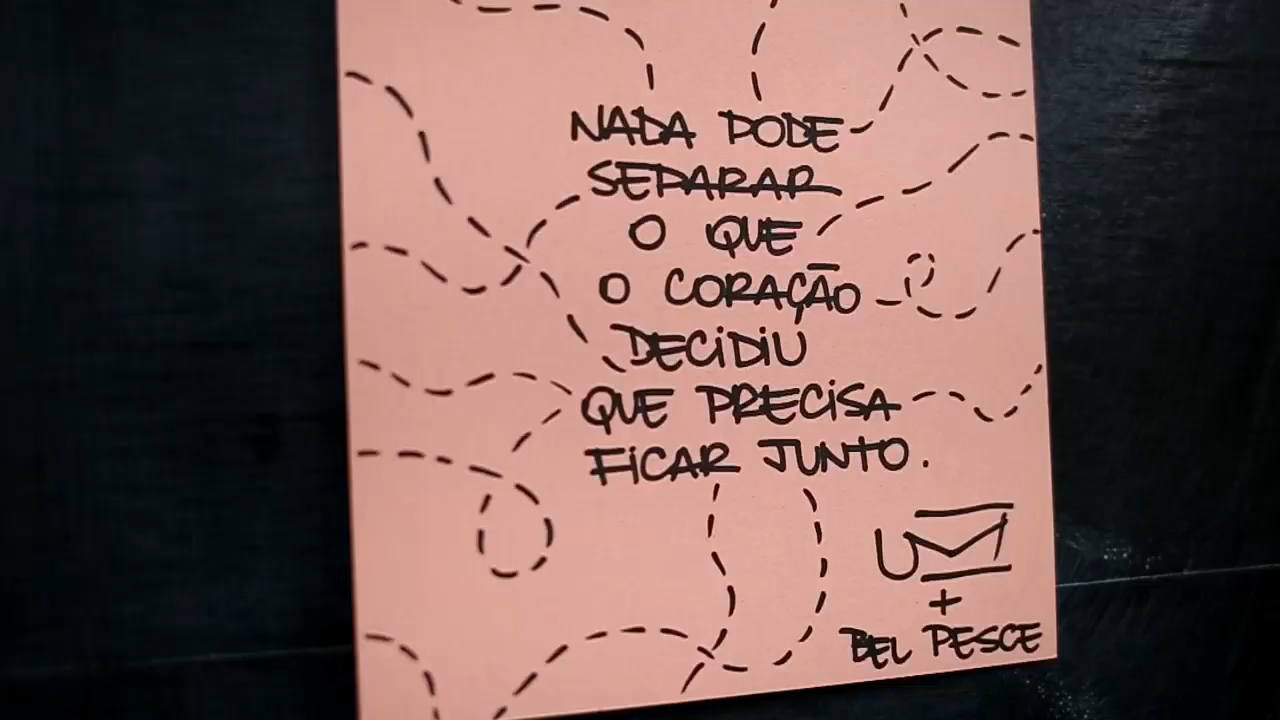 NADA PODE
SEPARAR
O QUE
O CORAÇÃO
DECIDIU
QUE PRECISA
FICAR JUNTO.
+
BEL PESCE